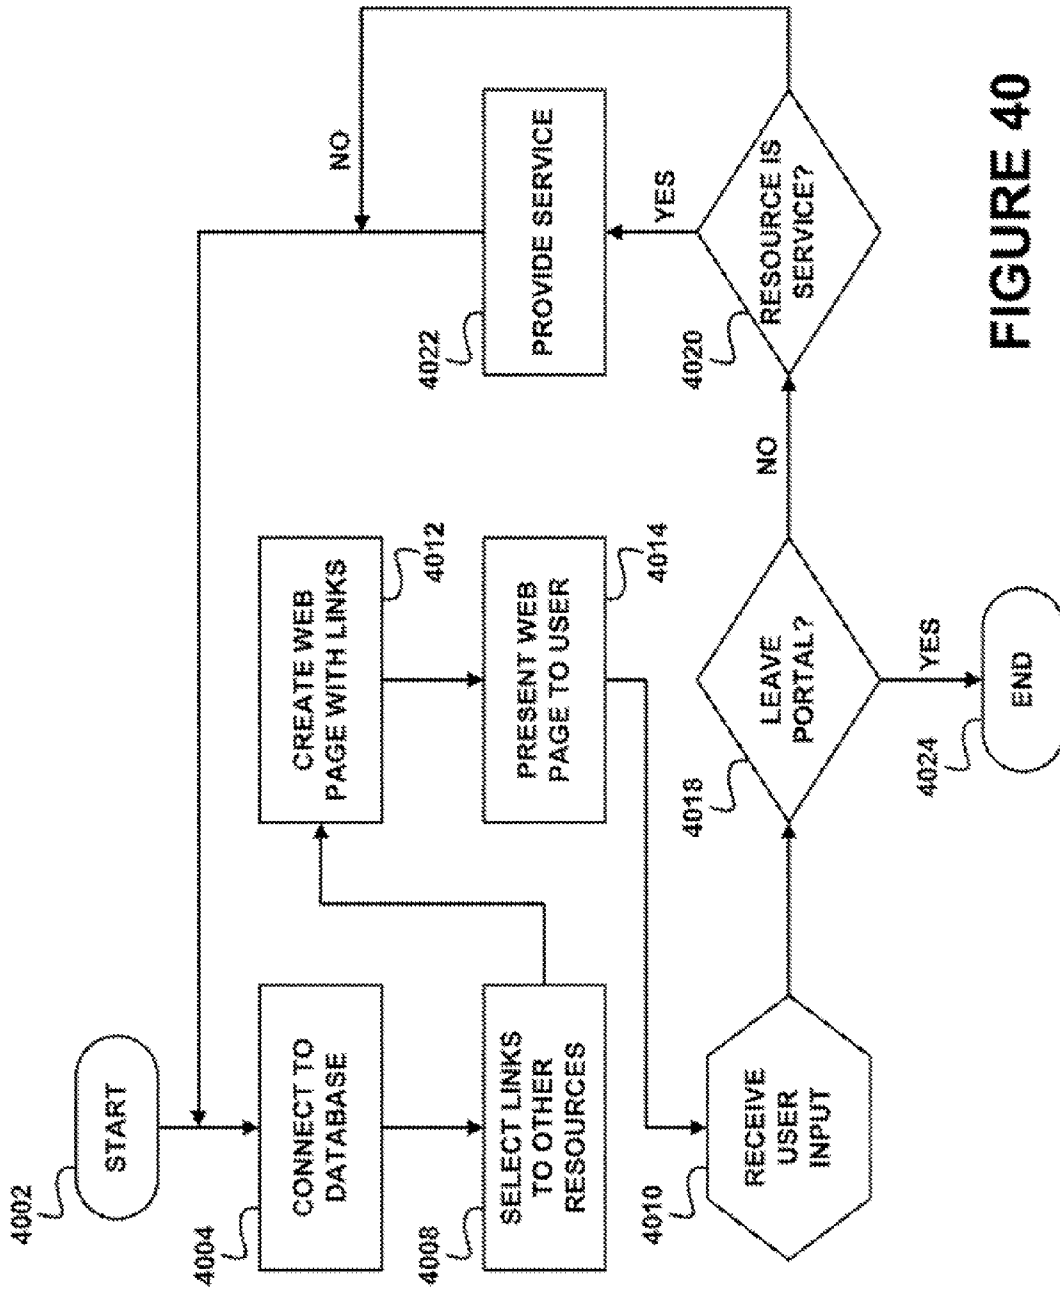 4002
START
4004
CONNECT TO
DATABASE
4008
SELECT LINKS
TO OTHER
RESOURCES
4012
CREATE WEB
PAGE WITH LINKS
4014
PRESENT WEB
PAGE TO USER
4010
RECEIVE
USER
INPUT
4018
LEAVE
PORTAL?
YES
4024
END
NO
4020
RESOURCE IS
SERVICE?
YES
4022
PROVIDE SERVICE
NO
FIGURE 40